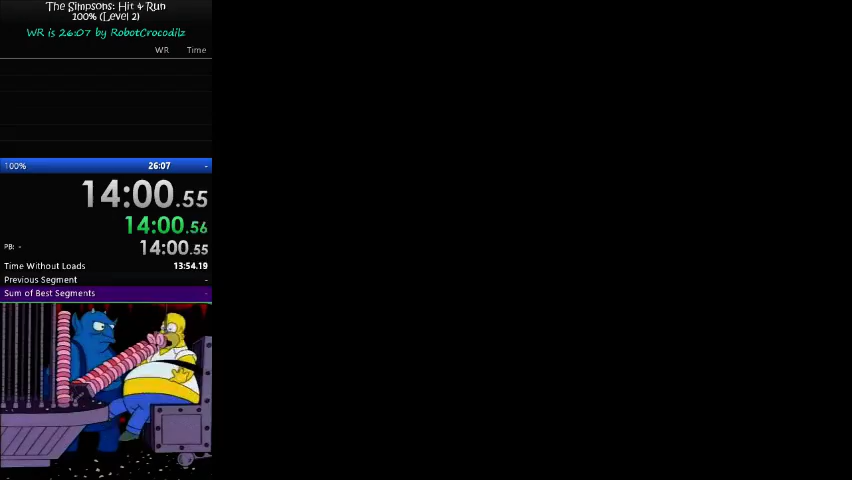 The Simpsons: Hit & Run
100% (Level 2)
WR is 26:07 by RobotCrocodilz
WR Time
100% 26:07 -
14:00.55
14:00.56
PB: - 14:00.55
Time Without Loads 13:54.19
Previous Segment -
Sum of Best Segments -